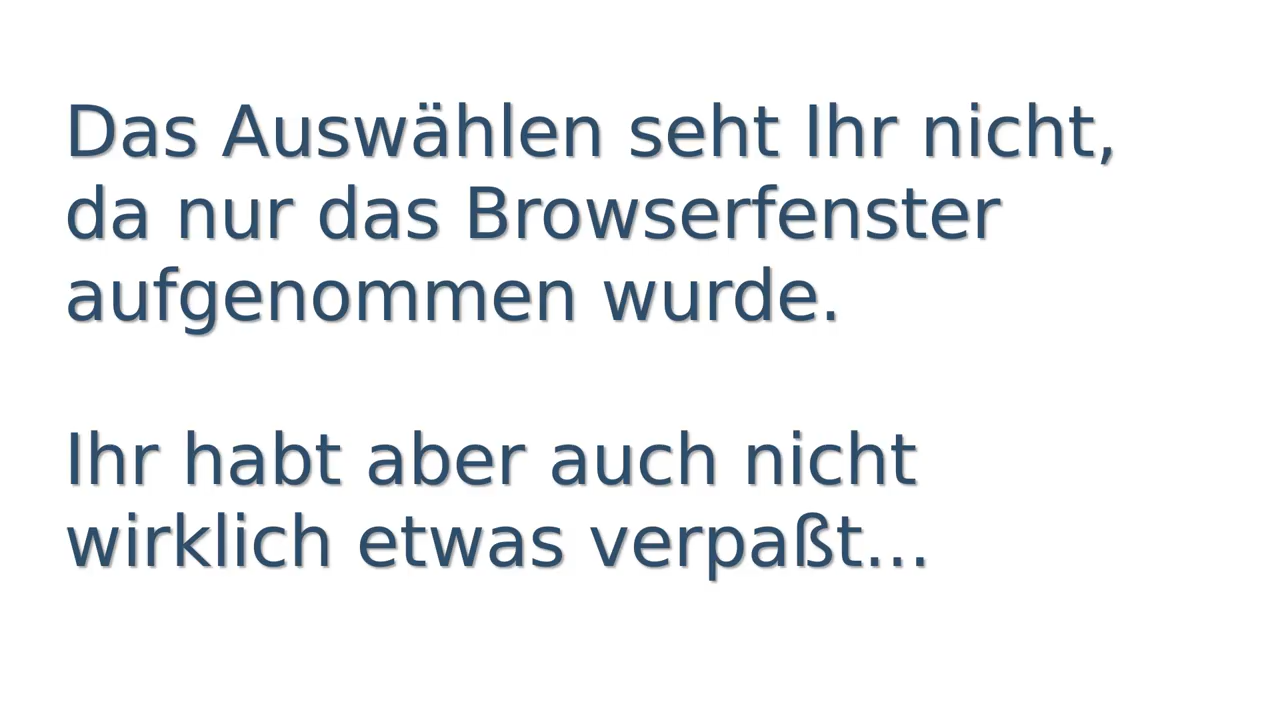 Das Auswählen seht Ihr nicht,
da nur das Browserfenster
aufgenommen wurde.
Ihr habt aber auch nicht
wirklich etwas verpaßt...